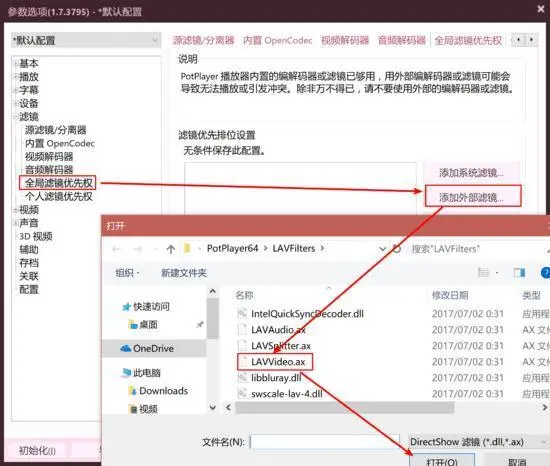 参数选项(1.7.3795) - *默认配置
*默认配置
源滤镜/分离器
内置 OpenCodec
视频解码器
音频解码器
全局滤镜优先权
基本
播放
字幕
设备
滤镜
源滤镜/分离器
内置 OpenCodec
视频解码器
音频解码器
全局滤镜优先权
个人滤镜优先权
视频
声音
3D 视频
辅助
存档
关联
配置
说明
PotPlayer 播放器内置的编解码器或滤镜已够用，用外部编解码器或滤镜可能会
导致无法播放或引发冲突。除非万不得已，请不要使用外部的编解码器或滤镜。
滤镜优先排位设置
无条件保存此配置。
添加系统滤镜...
添加外部滤镜...
初始化(I)
打开
PotPlayer64 > LAVFilters >
搜索"LAVFilters"
组织
新建文件夹
快速访问
桌面
OneDrive
此电脑
Downloads
视频
名称
修改日期
类型
IntelQuickSyncDecoder.dll 2017/07/02 0:31 应用程
LAVAudio.ax 2017/07/02 0:31 AX 文件
LAVSplitter.ax 2017/07/02 0:31 AX 文件
LAVVideo.ax 2017/07/02 0:31 AX 文件
libbluray.dll 2017/07/02 0:31 应用程
swscale-lav-4.dll 2017/07/02 0:31 应用程
文件名(N):
DirectShow 滤镜 (*.dll,*.ax)
打开(O)
取消